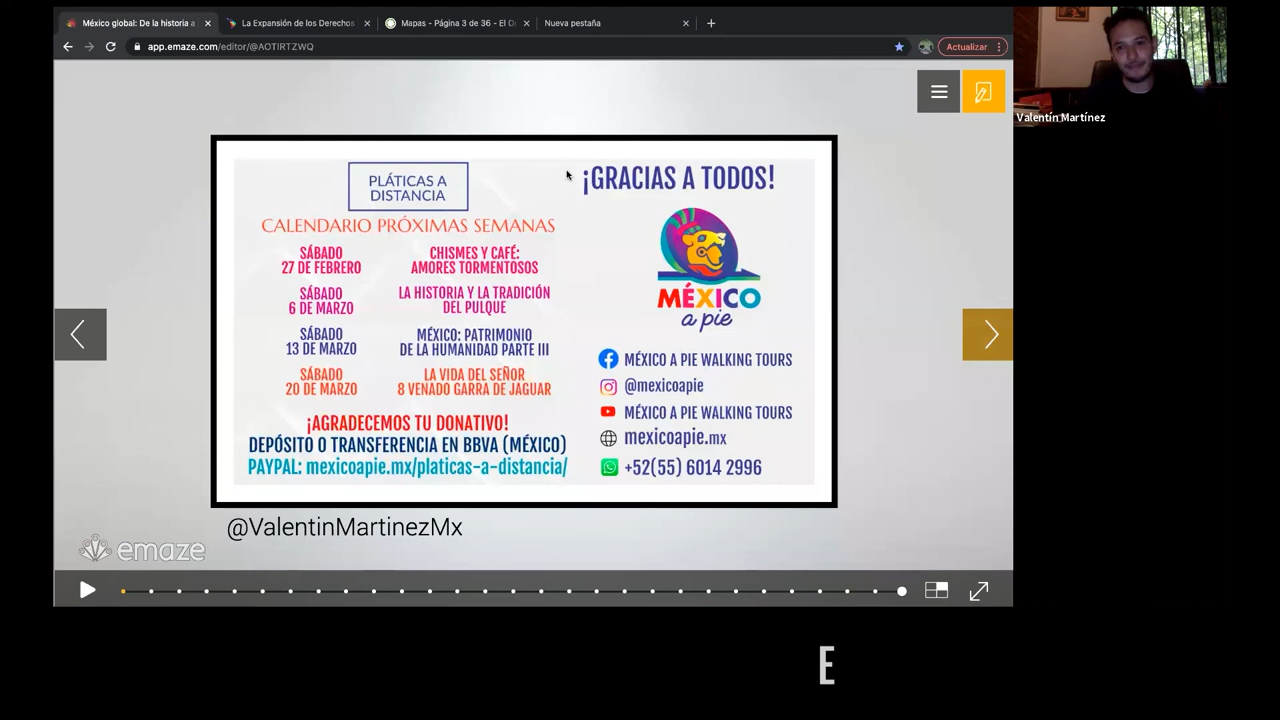 México global: De la historia a
La Expansión de los Derechos
Mapas - Página 3 de 36 - El O
Nueva pestaña
app.emaze.com/editor/@AOTIRTZWQ
Actualizar
Valentín Martínez
PLÁTICAS A
DISTANCIA
CALENDARIO PRÓXIMAS SEMANAS
SÁBADO
27 DE FEBRERO
CHISMES Y CAFÉ:
AMORES TORMENTOSOS
SÁBADO
6 DE MARZO
LA HISTORIA Y LA TRADICIÓN
DEL PULQUE
SÁBADO
13 DE MARZO
MÉXICO: PATRIMONIO
DE LA HUMANIDAD PARTE III
SÁBADO
20 DE MARZO
LA VIDA DEL SEÑOR
8 VENADO GARRA DE JAGUAR
¡AGRADECEMOS TU DONATIVO!
DEPÓSITO O TRANSFERENCIA EN BBVA (MÉXICO)
PAYPAL: mexicoapie.mx/platicas-a-distancia/
¡GRACIAS A TODOS!
MÉXICO
a pie
MÉXICO A PIE WALKING TOURS
@mexicoapie
MÉXICO A PIE WALKING TOURS
mexicoapie.mx
+52(55) 6014 2996
@ValentinMartinezMx
emaze
E